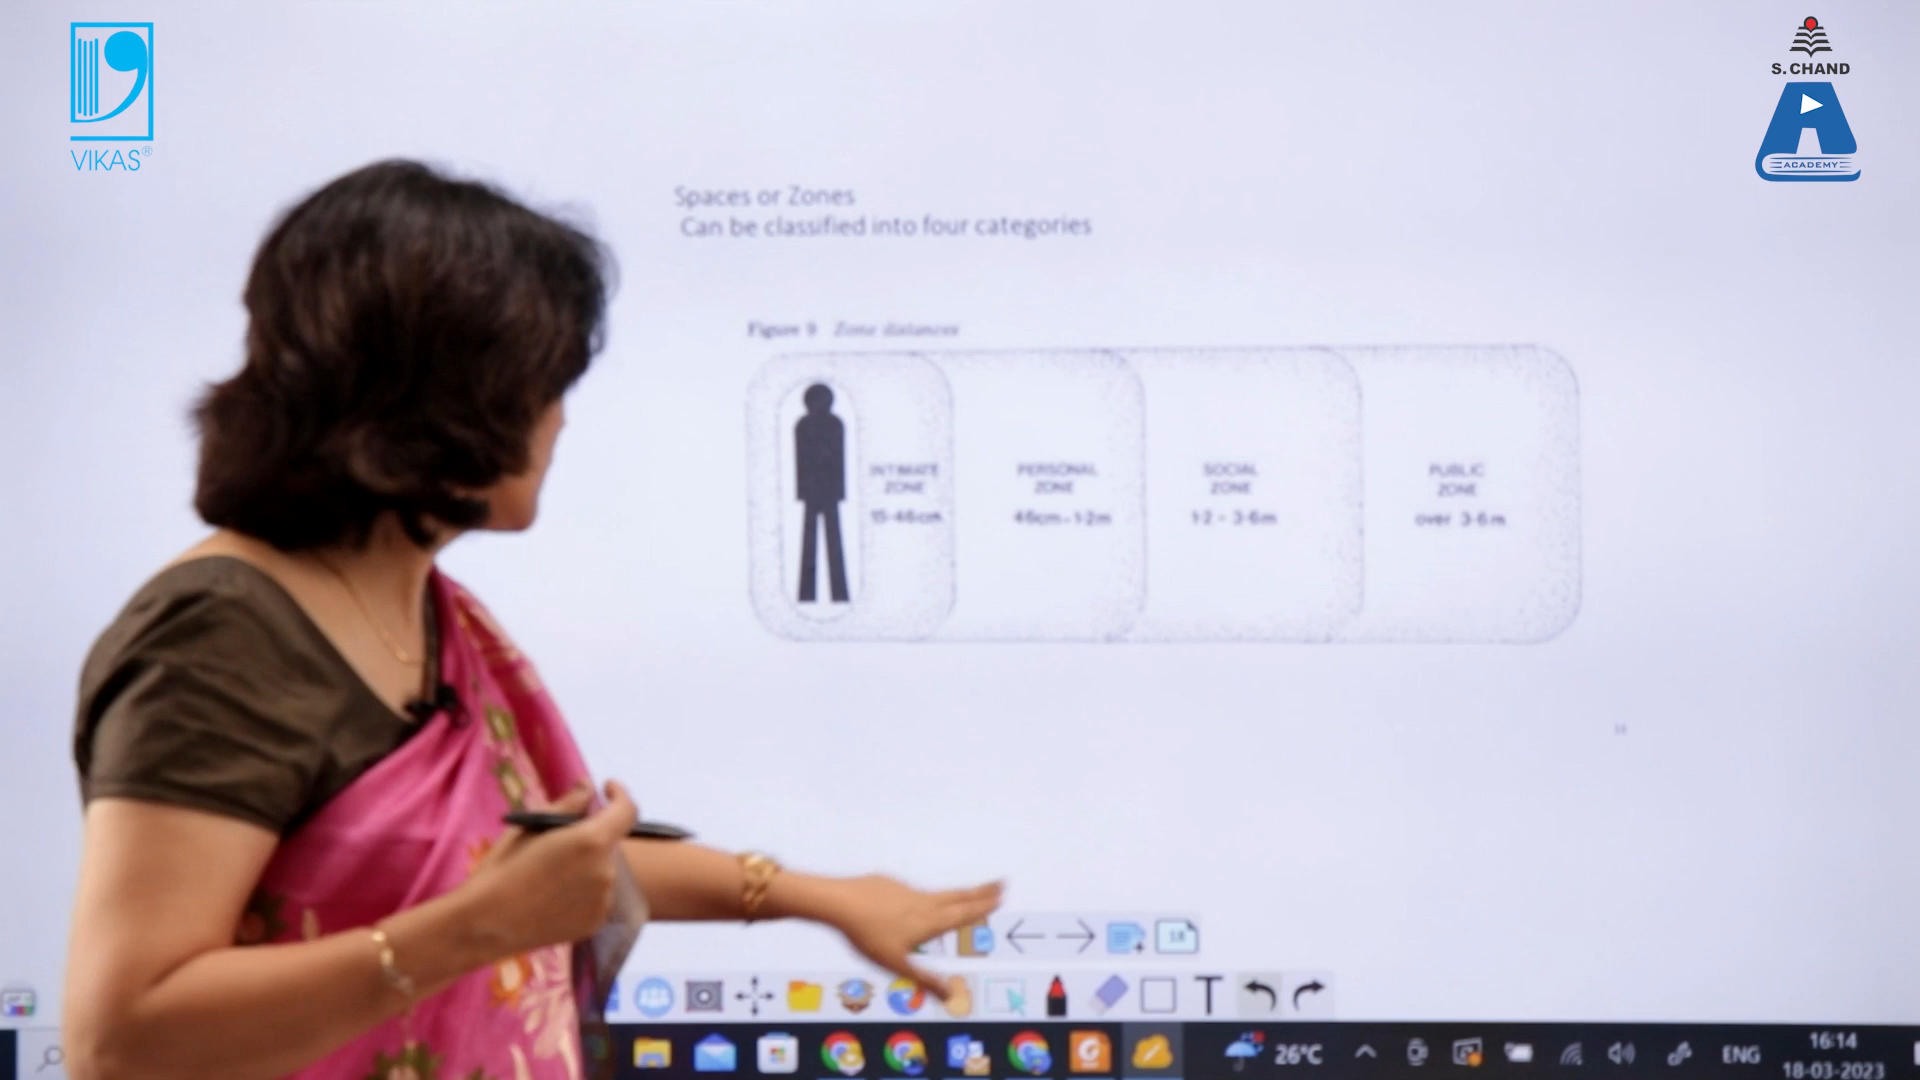 VIKAS®
S. CHAND
ACADEMY
Spaces or Zones
Can be classified into four categories
Figure 9 Zone distances
INTIMATE
ZONE
15-46cm
PERSONAL
ZONE
46cm-1·2m
SOCIAL
ZONE
1·2 - 3·6m
PUBLIC
ZONE
over 3·6m
18
T
26°C
ENG
16:14
18-03-2023